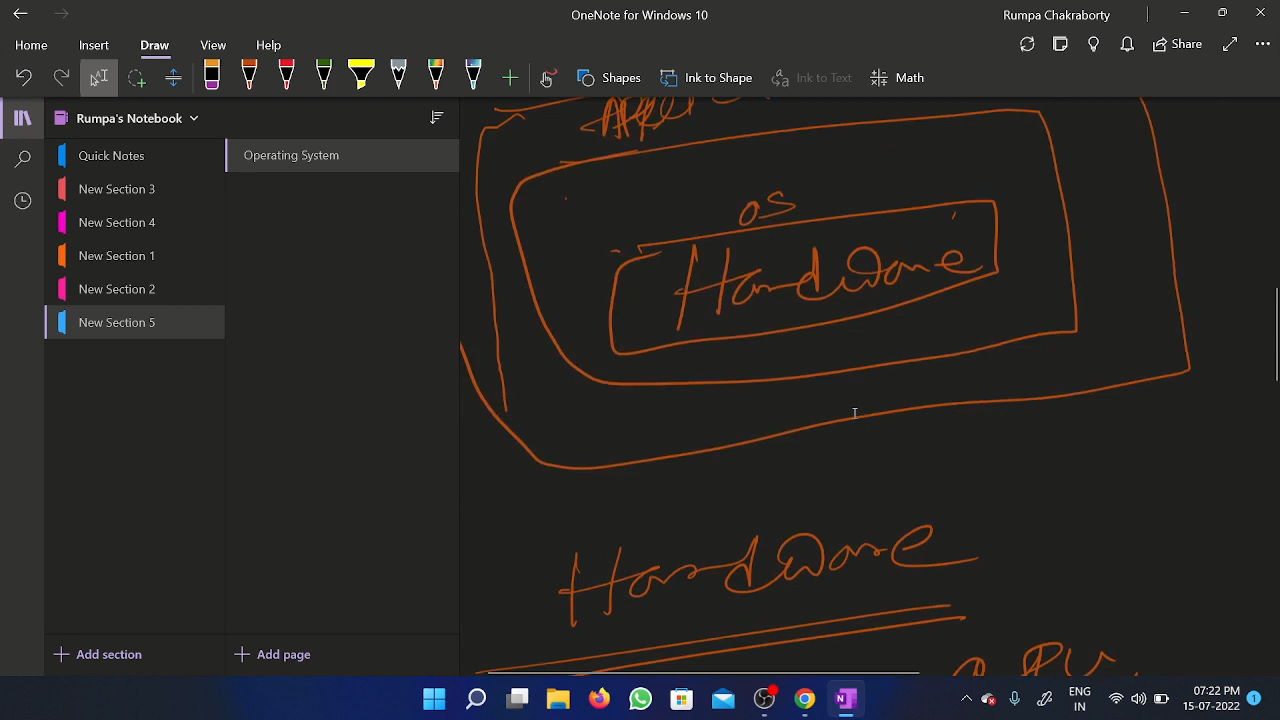 OneNote for Windows 10
Rumpa Chakraborty
Home Insert Draw View Help
Share
Shapes Ink to Shape Ink to Text Math
Rumpa's Notebook
Quick Notes
New Section 3
New Section 4
New Section 1
New Section 2
New Section 5
Add section
Operating System
Add page
OS
Hardware
Hardware
ENG
IN
07:22 PM
15-07-2022
1